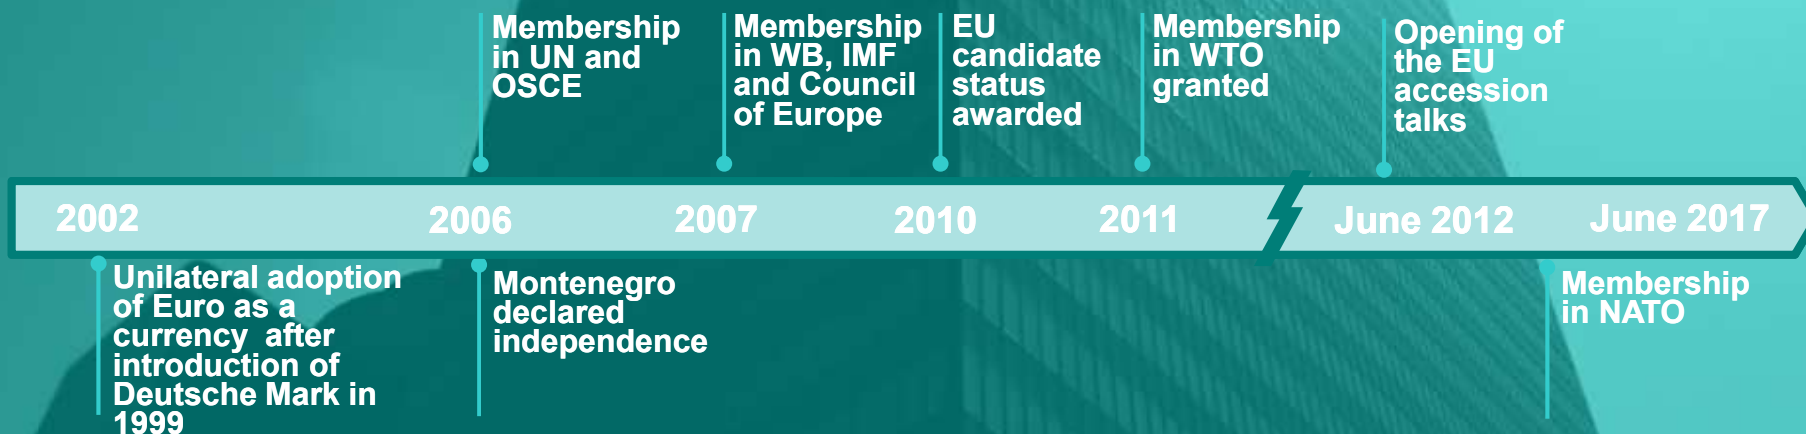 Membership
in UN and
OSCE
Membership
in WB, IMF
and Council
of Europe
EU
candidate
status
awarded
Membership
in WTO
granted
Opening of
the EU
accession
talks
2002
2006
2007
2010
2011
June 2012
June 2017
Unilateral adoption
of Euro as a
currency  after
introduction of
Deutsche Mark in
1999
Montenegro
declared
independence
Membership
in NATO